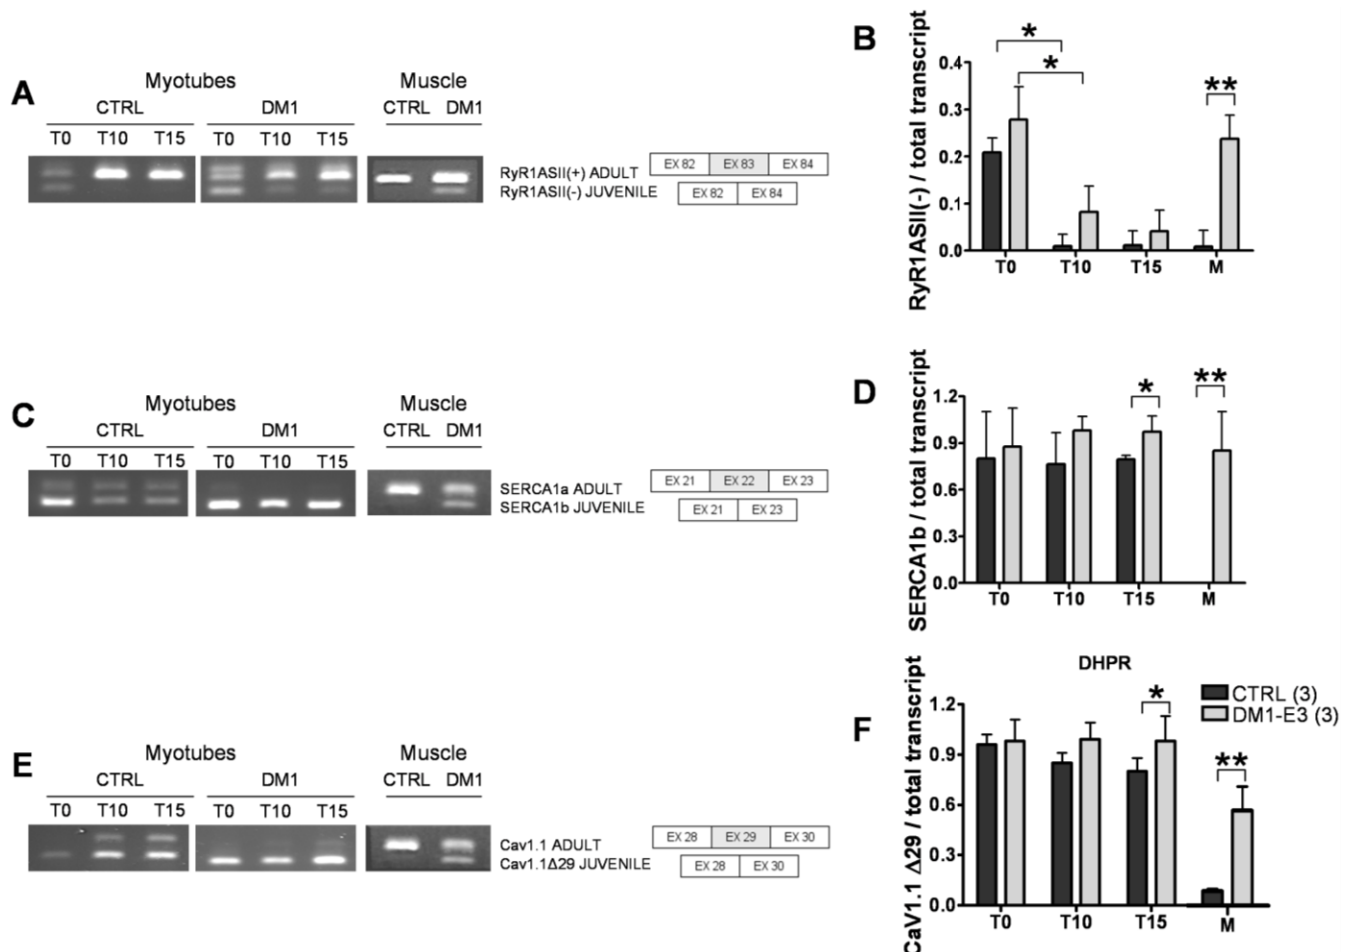 A
Myotubes
Muscle
CTRL DM1 CTRL DM1
T0 T10 T15 T0 T10 T15
RyR1ASII(+) ADULT EX 82 EX 83 EX 84
RyR1ASII(-) JUVENILE EX 82 EX 84
B
RyR1ASII(-) / total transcript
0.4
0.3
0.2
0.1
0.0
* * **
T0 T10 T15 M
C
Myotubes
Muscle
CTRL DM1 CTRL DM1
T0 T10 T15 T0 T10 T15
SERCA1a ADULT EX 21 EX 22 EX 23
SERCA1b JUVENILE EX 21 EX 23
D
SERCA1b / total transcript
1.2
0.9
0.6
0.3
0.0
* **
T0 T10 T15 M
E
Myotubes
Muscle
CTRL DM1 CTRL DM1
T0 T10 T15 T0 T10 T15
Cav1.1 ADULT EX 28 EX 29 EX 30
Cav1.1Δ29 JUVENILE EX 28 EX 30
F
DHPR
CaV1.1 Δ29 / total transcript
1.2
0.9
0.6
0.3
0.0
* **
CTRL (3)
DM1-E3 (3)
T0 T10 T15 M